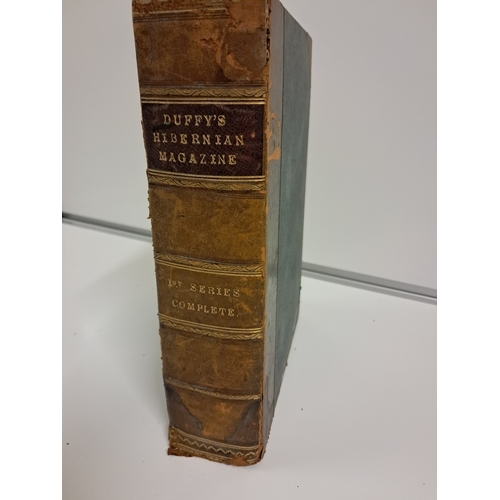 DUFFY'S
HIBERNIAN
MAGAZINE
1ST SERIES
COMPLETE.